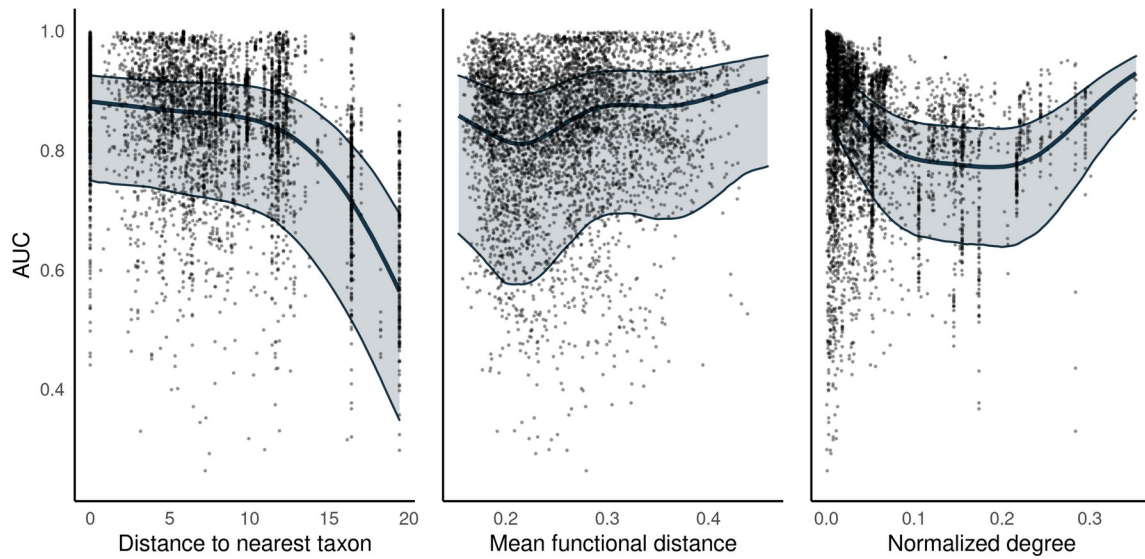 AUC
1.0
0.8
0.6
0.4
0 5 10 15 20
Distance to nearest taxon
0.2 0.3 0.4
Mean functional distance
0.0 0.1 0.2 0.3
Normalized degree